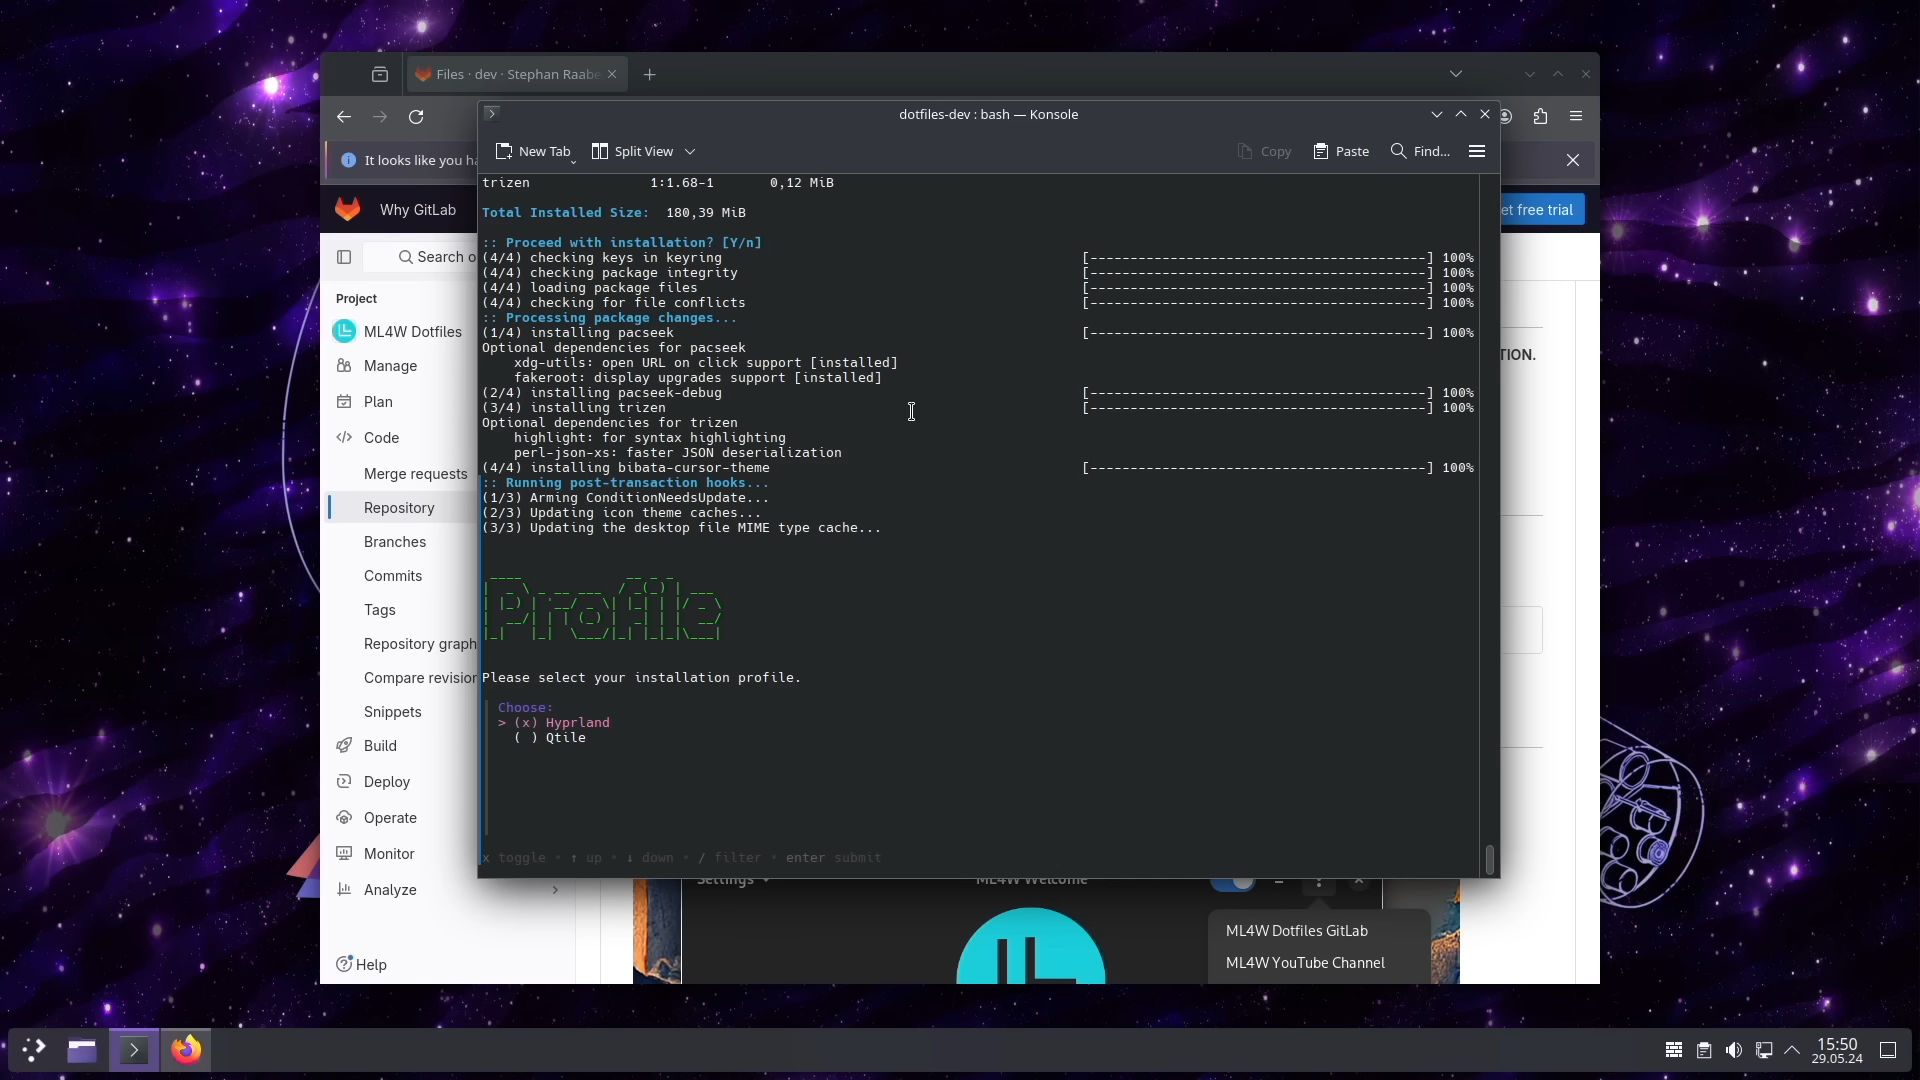 Files · dev · Stephan Raabe
dotfiles-dev : bash — Konsole
New Tab
Split View
Copy
Paste
Find...
It looks like you ha
Why GitLab
et free trial
Search o
Project
ML4W Dotfiles
Manage
Plan
Code
Merge requests
Repository
Branches
Commits
Tags
Repository graph
Compare revision
Snippets
Build
Deploy
Operate
Monitor
Analyze
Help
TION.
trizen 1:1.68-1 0,12 MiB
Total Installed Size: 180,39 MiB
:: Proceed with installation? [Y/n]
(4/4) checking keys in keyring [------------------------------------------] 100%
(4/4) checking package integrity [------------------------------------------] 100%
(4/4) loading package files [------------------------------------------] 100%
(4/4) checking for file conflicts [------------------------------------------] 100%
:: Processing package changes...
(1/4) installing pacseek [------------------------------------------] 100%
Optional dependencies for pacseek
xdg-utils: open URL on click support [installed]
fakeroot: display upgrades support [installed]
(2/4) installing pacseek-debug [------------------------------------------] 100%
(3/4) installing trizen [------------------------------------------] 100%
Optional dependencies for trizen
highlight: for syntax highlighting
perl-json-xs: faster JSON deserialization
(4/4) installing bibata-cursor-theme [------------------------------------------] 100%
:: Running post-transaction hooks...
(1/3) Arming ConditionNeedsUpdate...
(2/3) Updating icon theme caches...
(3/3) Updating the desktop file MIME type cache...
Profile
Please select your installation profile.
Choose:
> (x) Hyprland
( ) Qtile
x toggle • ↑ up • ↓ down • / filter • enter submit
Settings
ML4W Welcome
ML4W Dotfiles GitLab
ML4W YouTube Channel
15:50
29.05.24